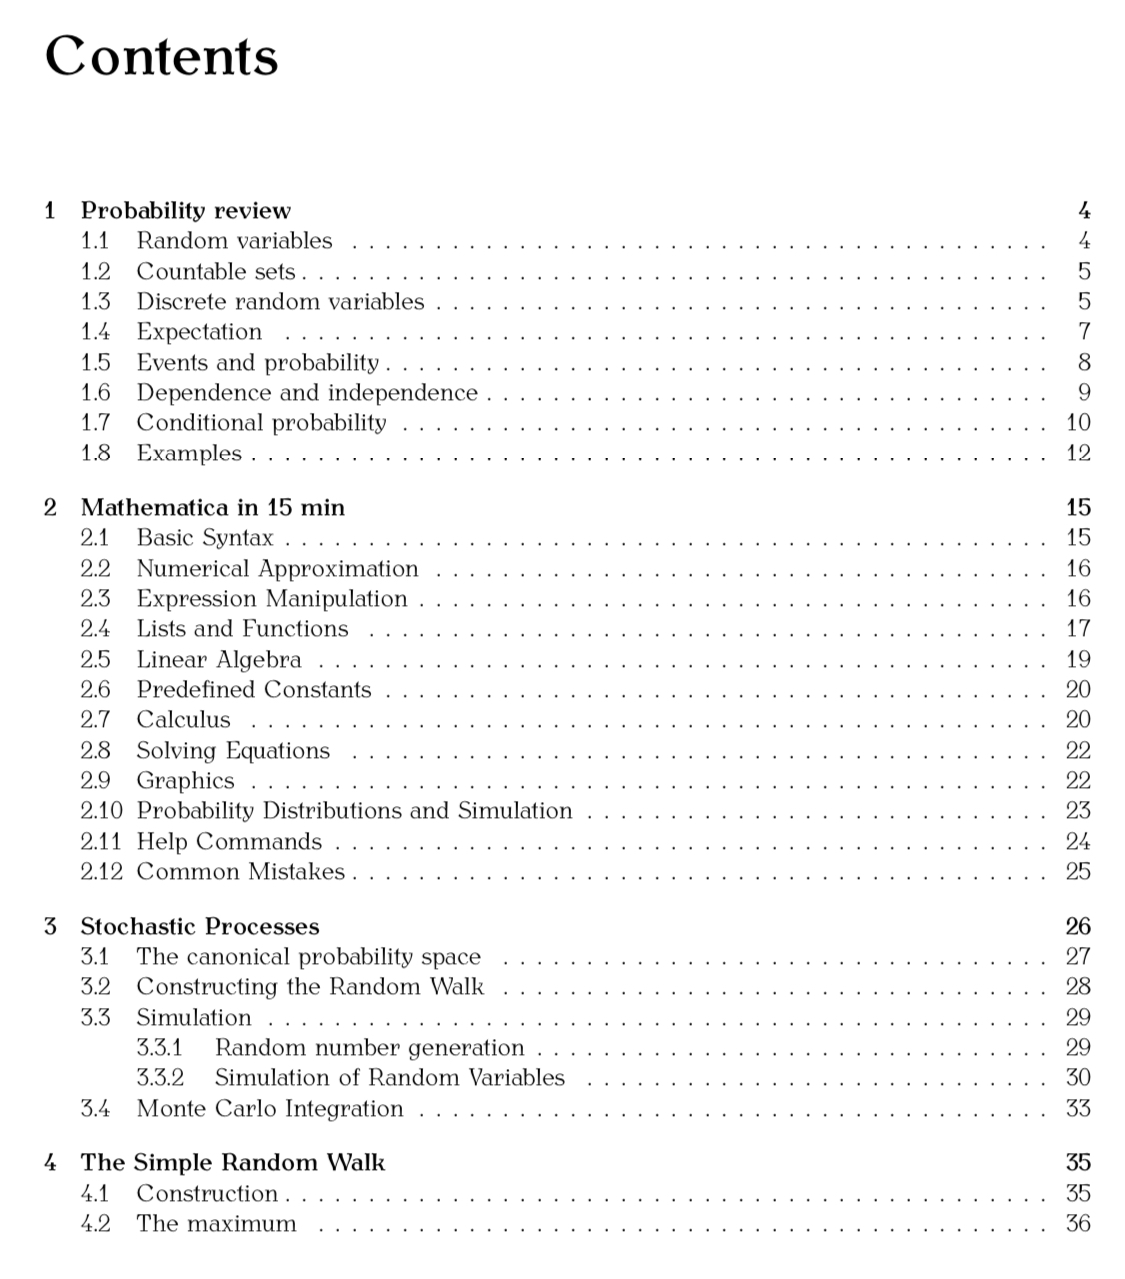 Contents
1 Probability review 4
1.1 Random variables . . . . . . . . . . . . . . . . . . . . . . . . . . . . . . . . . . . . . . . . . . 4
1.2 Countable sets . . . . . . . . . . . . . . . . . . . . . . . . . . . . . . . . . . . . . . . . . . . . . 5
1.3 Discrete random variables . . . . . . . . . . . . . . . . . . . . . . . . . . . . . . . . . . . . . 5
1.4 Expectation . . . . . . . . . . . . . . . . . . . . . . . . . . . . . . . . . . . . . . . . . . . . . . 7
1.5 Events and probability . . . . . . . . . . . . . . . . . . . . . . . . . . . . . . . . . . . . . . . . 8
1.6 Dependence and independence . . . . . . . . . . . . . . . . . . . . . . . . . . . . . . . . . . 9
1.7 Conditional probability . . . . . . . . . . . . . . . . . . . . . . . . . . . . . . . . . . . . . . . 10
1.8 Examples . . . . . . . . . . . . . . . . . . . . . . . . . . . . . . . . . . . . . . . . . . . . . . . . 12
2 Mathematica in 15 min 15
2.1 Basic Syntax . . . . . . . . . . . . . . . . . . . . . . . . . . . . . . . . . . . . . . . . . . . . . . 15
2.2 Numerical Approximation . . . . . . . . . . . . . . . . . . . . . . . . . . . . . . . . . . . . . 16
2.3 Expression Manipulation . . . . . . . . . . . . . . . . . . . . . . . . . . . . . . . . . . . . . . 16
2.4 Lists and Functions . . . . . . . . . . . . . . . . . . . . . . . . . . . . . . . . . . . . . . . . . 17
2.5 Linear Algebra . . . . . . . . . . . . . . . . . . . . . . . . . . . . . . . . . . . . . . . . . . . . 19
2.6 Predefined Constants . . . . . . . . . . . . . . . . . . . . . . . . . . . . . . . . . . . . . . . . 20
2.7 Calculus . . . . . . . . . . . . . . . . . . . . . . . . . . . . . . . . . . . . . . . . . . . . . . . . 20
2.8 Solving Equations . . . . . . . . . . . . . . . . . . . . . . . . . . . . . . . . . . . . . . . . . . 22
2.9 Graphics . . . . . . . . . . . . . . . . . . . . . . . . . . . . . . . . . . . . . . . . . . . . . . . . 22
2.10 Probability Distributions and Simulation . . . . . . . . . . . . . . . . . . . . . . . . . . . . 23
2.11 Help Commands . . . . . . . . . . . . . . . . . . . . . . . . . . . . . . . . . . . . . . . . . . . 24
2.12 Common Mistakes . . . . . . . . . . . . . . . . . . . . . . . . . . . . . . . . . . . . . . . . . . 25
3 Stochastic Processes 26
3.1 The canonical probability space . . . . . . . . . . . . . . . . . . . . . . . . . . . . . . . . . 27
3.2 Constructing the Random Walk . . . . . . . . . . . . . . . . . . . . . . . . . . . . . . . . . 28
3.3 Simulation . . . . . . . . . . . . . . . . . . . . . . . . . . . . . . . . . . . . . . . . . . . . . . . 29
3.3.1 Random number generation . . . . . . . . . . . . . . . . . . . . . . . . . . . . . . . 29
3.3.2 Simulation of Random Variables . . . . . . . . . . . . . . . . . . . . . . . . . . . . 30
3.4 Monte Carlo Integration . . . . . . . . . . . . . . . . . . . . . . . . . . . . . . . . . . . . . . 33
4 The Simple Random Walk 35
4.1 Construction . . . . . . . . . . . . . . . . . . . . . . . . . . . . . . . . . . . . . . . . . . . . . . 35
4.2 The maximum . . . . . . . . . . . . . . . . . . . . . . . . . . . . . . . . . . . . . . . . . . . . 36